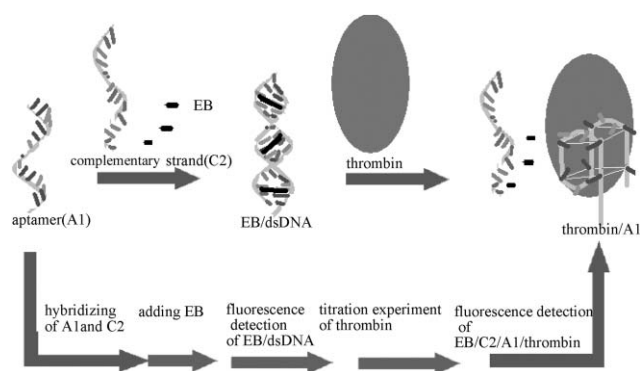 EB
complementary strand(C2)
thrombin
aptamer(A1)
EB/dsDNA
thrombin/A1
hybridizing
of A1and C2
adding EB
fluorescence
detection
of EB/dsDNA
titration experiment
of thrombin
fluorescence detection
of
EB/C2/A1/thrombin